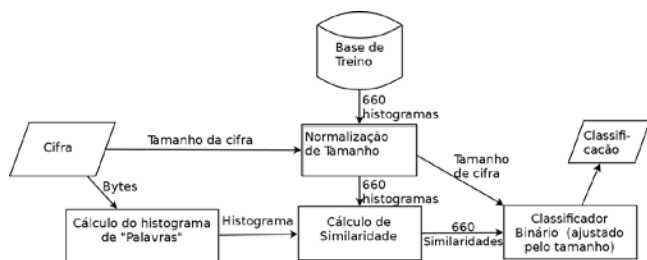 Base de
Treino
660
histogramas
Cifra
Tamanho da cifra
Normalização
de Tamanho
Classifi-
cacão
Tamanho
de cifra
Bytes
660
histogramas
Cálculo do histograma
de "Palavras"
Histograma
Cálculo de
Similaridade
660
Similaridades
Classificador
Binário (ajustado
pelo tamanho)